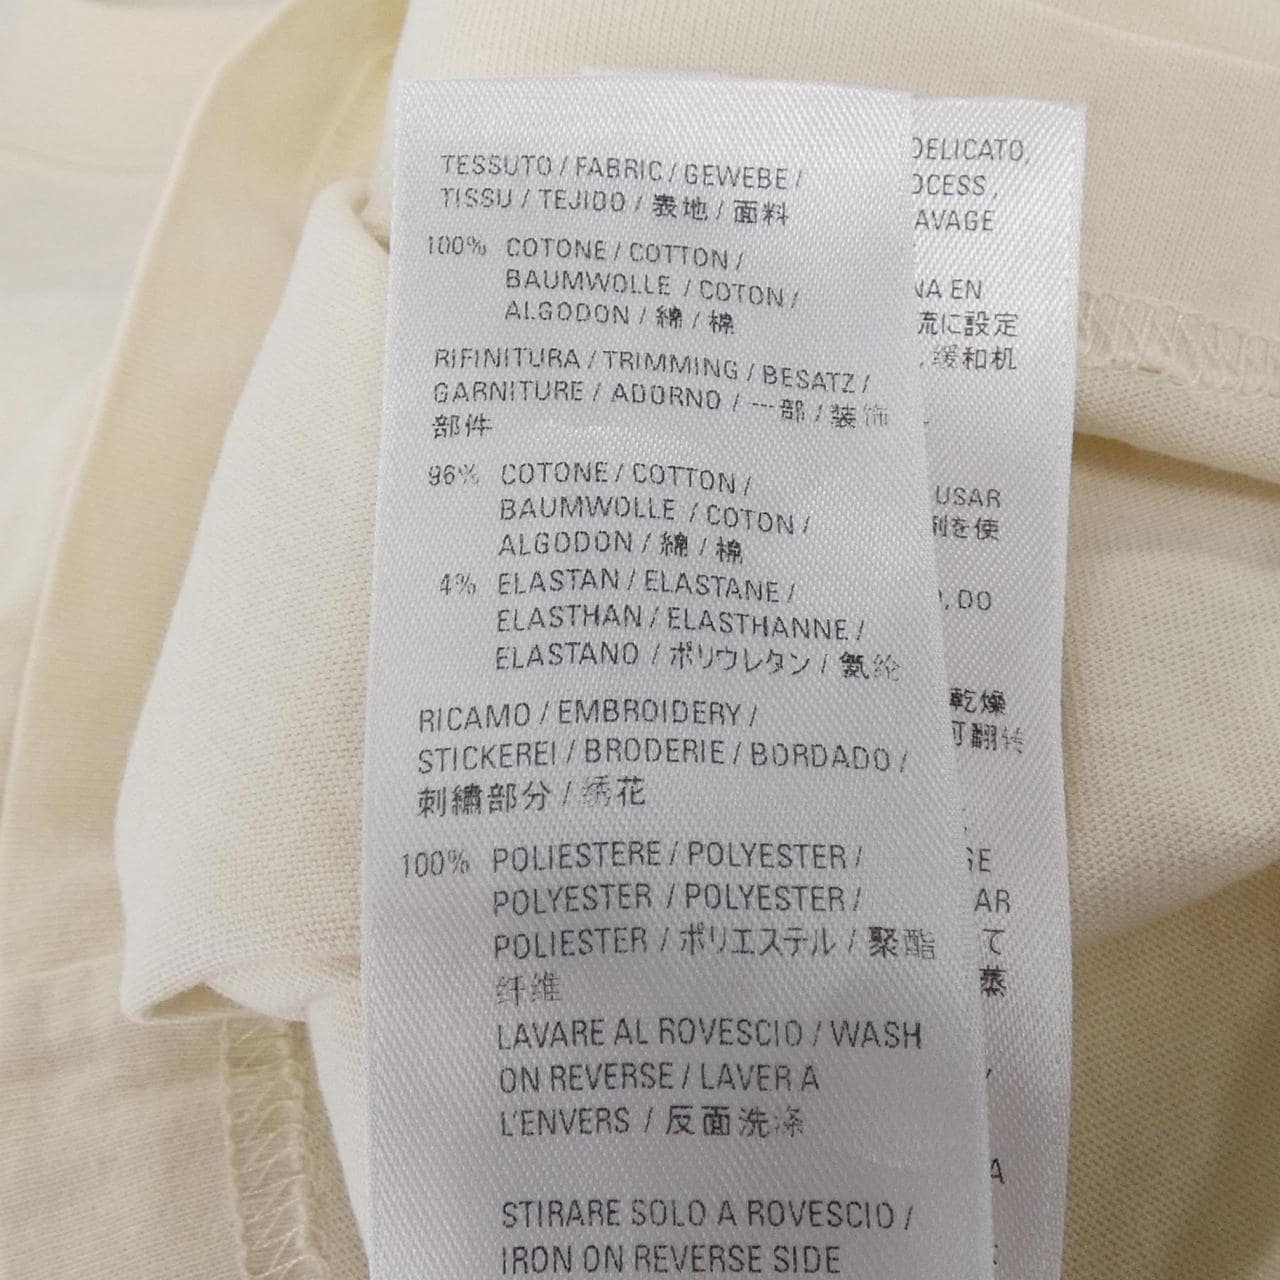 TESSUTO / FABRIC / GEWEBE /
TISSU / TEJIDO / 表地 / 面料
100% COTONE / COTTON /
BAUMWOLLE / COTON /
ALGODON / 綿 / 棉
RIFINITURA / TRIMMING / BESATZ /
GARNITURE / ADORNO / 一部 / 装饰
部件
96% COTONE / COTTON /
BAUMWOLLE / COTON /
ALGODON / 綿 / 棉
4% ELASTAN / ELASTANE /
ELASTHAN / ELASTHANNE /
ELASTANO / ポリウレタン / 氨纶
RICAMO / EMBROIDERY /
STICKEREI / BRODERIE / BORDADO /
刺繍部分 / 绣花
100% POLIESTERE / POLYESTER /
POLYESTER / POLYESTER /
POLIESTER / ポリエステル / 聚酯
纤维
LAVARE AL ROVESCIO / WASH
ON REVERSE / LAVER A
L'ENVERS / 反面洗涤
STIRARE SOLO A ROVESCIO /
IRON ON REVERSE SIDE
DELICATO,
OCESS,
AVAGE
NA EN
流に設定
, 缓和机
USAR
剤を使
, DO
乾燥
可翻转
GE
AR
て
蒸
A